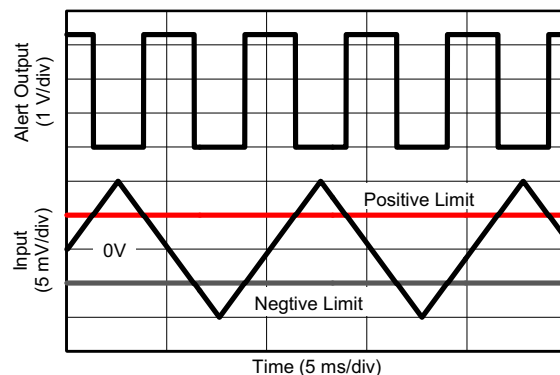 Alert Output
(1 V/div)
Positive Limit
Input
(5 mV/div)
0V
Negtive Limit
Time (5 ms/div)